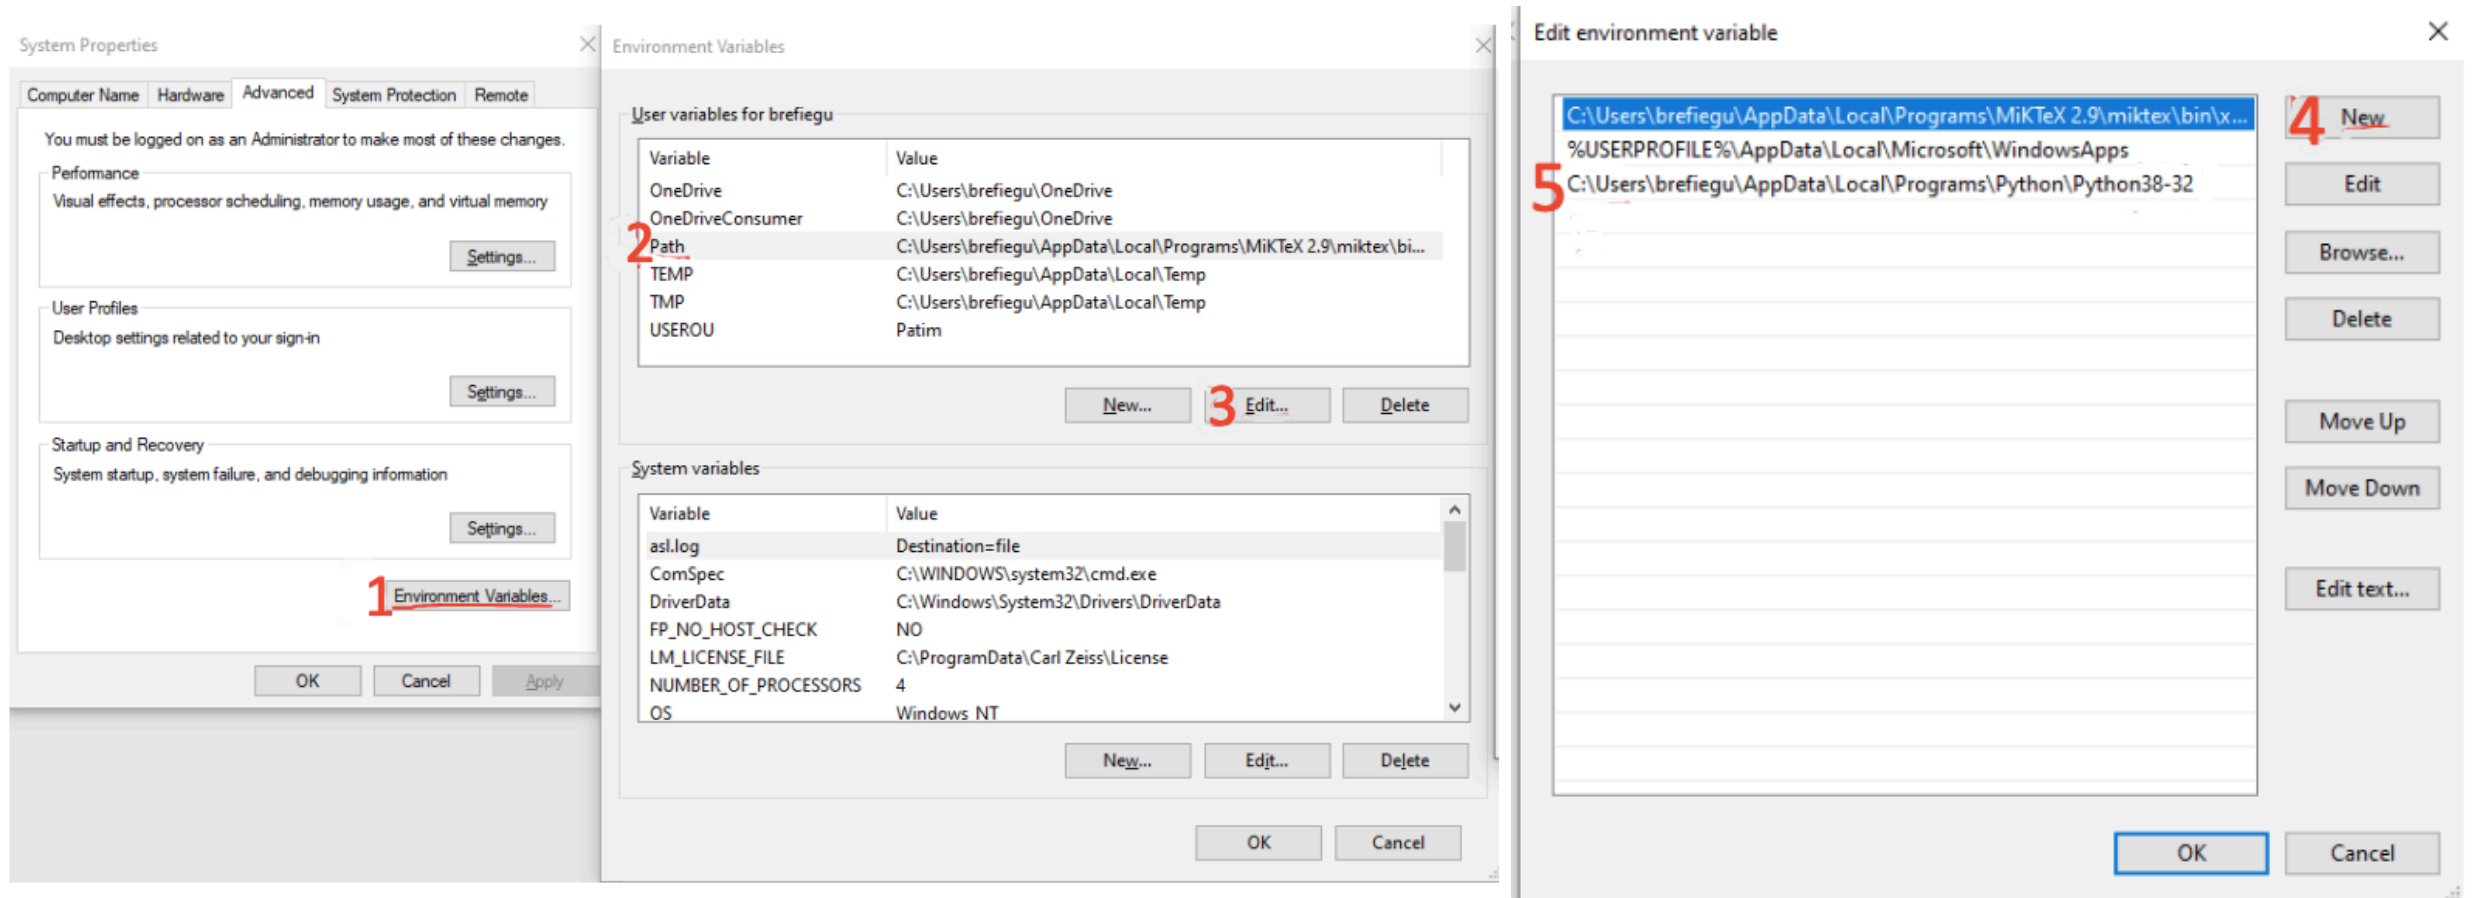 System Properties
Computer Name Hardware Advanced System Protection Remote
You must be logged on as an Administrator to make most of these changes.
Performance
Visual effects, processor scheduling, memory usage, and virtual memory
Settings...
User Profiles
Desktop settings related to your sign-in
Settings...
Startup and Recovery
System startup, system failure, and debugging information
Settings...
1 Environment Variables...
OK Cancel Apply
Environment Variables
User variables for brefiegu
Variable Value
OneDrive C:\Users\brefiegu\OneDrive
OneDriveConsumer C:\Users\brefiegu\OneDrive
2 Path C:\Users\brefiegu\AppData\Local\Programs\MiKTeX 2.9\miktex\bi...
TEMP C:\Users\brefiegu\AppData\Local\Temp
TMP C:\Users\brefiegu\AppData\Local\Temp
USEROU Patim
New... 3 Edit... Delete
System variables
Variable Value
asl.log Destination=file
ComSpec C:\WINDOWS\system32\cmd.exe
DriverData C:\Windows\System32\Drivers\DriverData
FP_NO_HOST_CHECK NO
LM_LICENSE_FILE C:\ProgramData\Carl Zeiss\License
NUMBER_OF_PROCESSORS 4
OS Windows NT
New... Edit... Delete
OK Cancel
Edit environment variable
C:\Users\brefiegu\AppData\Local\Programs\MiKTeX 2.9\miktex\bin\x...
%USERPROFILE%\AppData\Local\Microsoft\WindowsApps
5 C:\Users\brefiegu\AppData\Local\Programs\Python\Python38-32
4 New
Edit
Browse...
Delete
Move Up
Move Down
Edit text...
OK Cancel